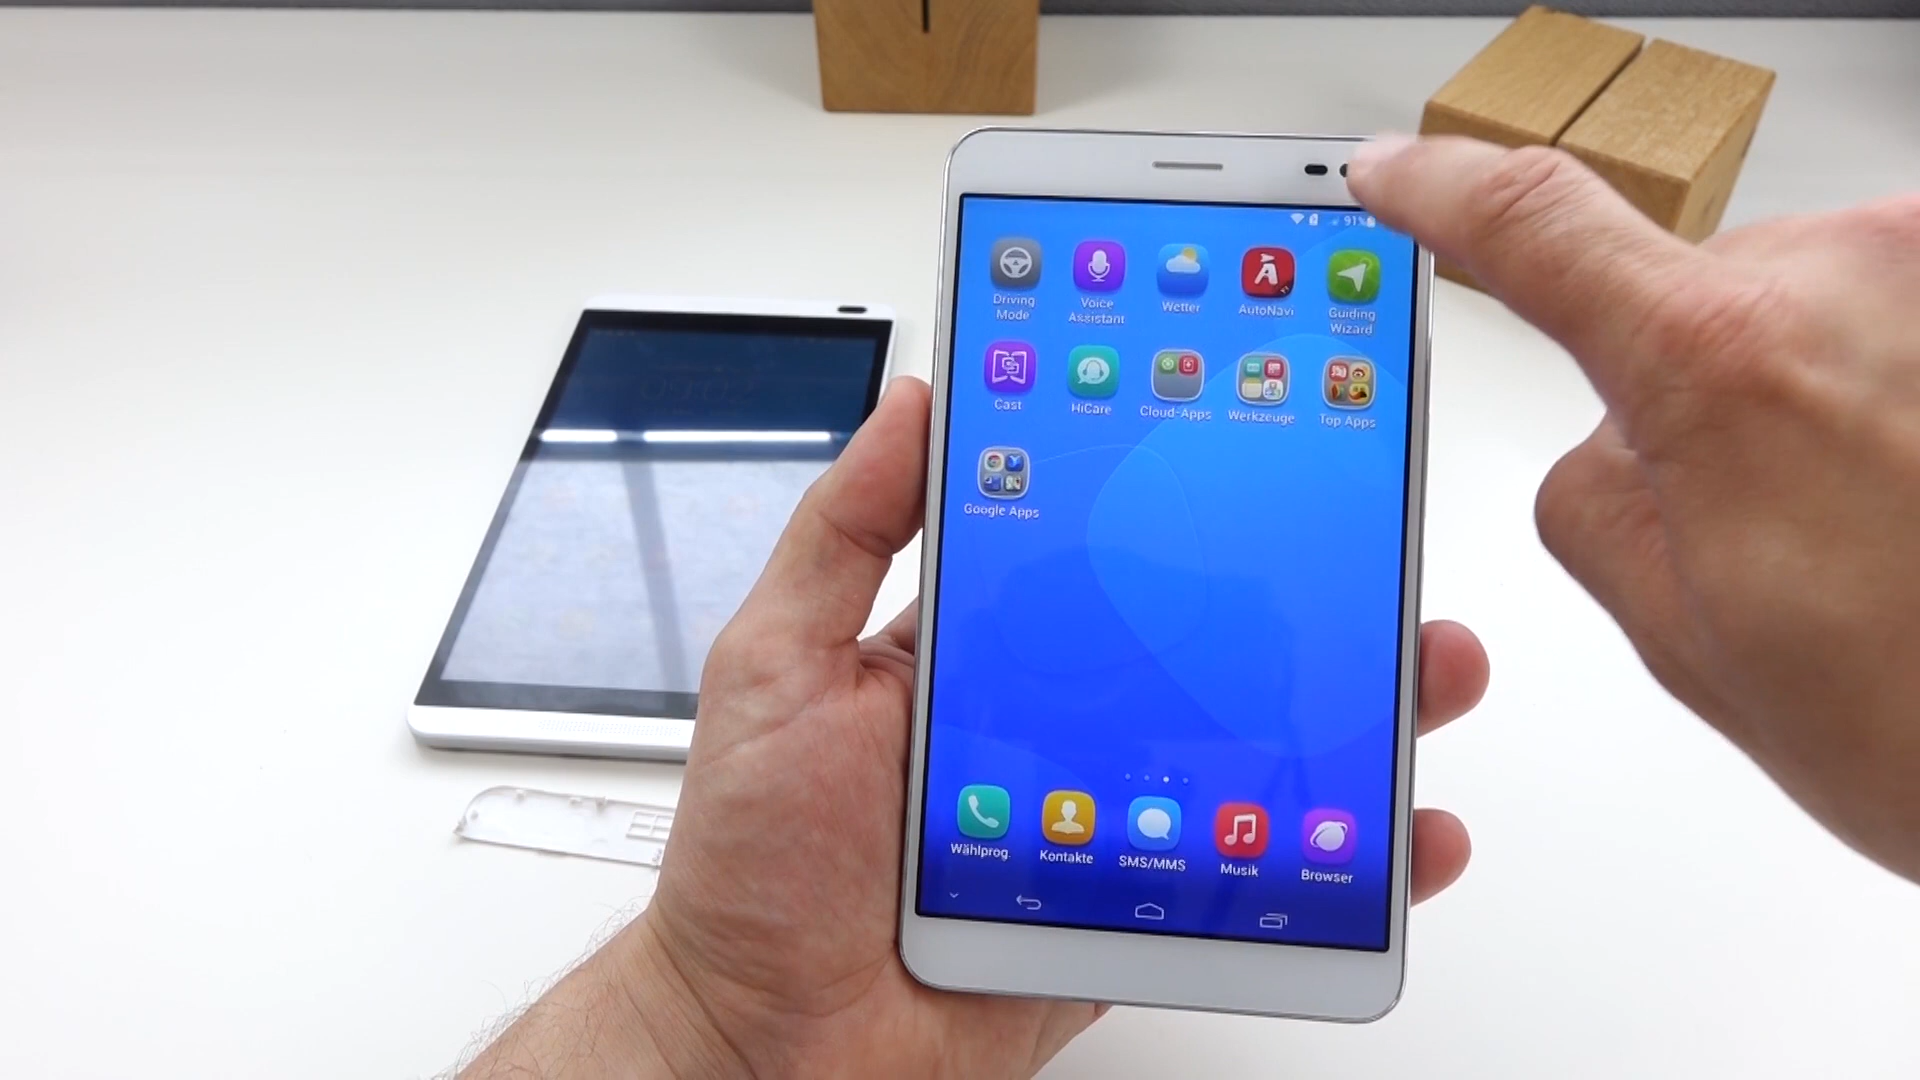 91%
Driving
Mode
Voice
Assistant
Wetter
AutoNavi
Guiding
Wizard
Cast
HiCare
Cloud-Apps
Werkzeuge
Top Apps
Google Apps
Wählprog.
Kontakte
SMS/MMS
Musik
Browser